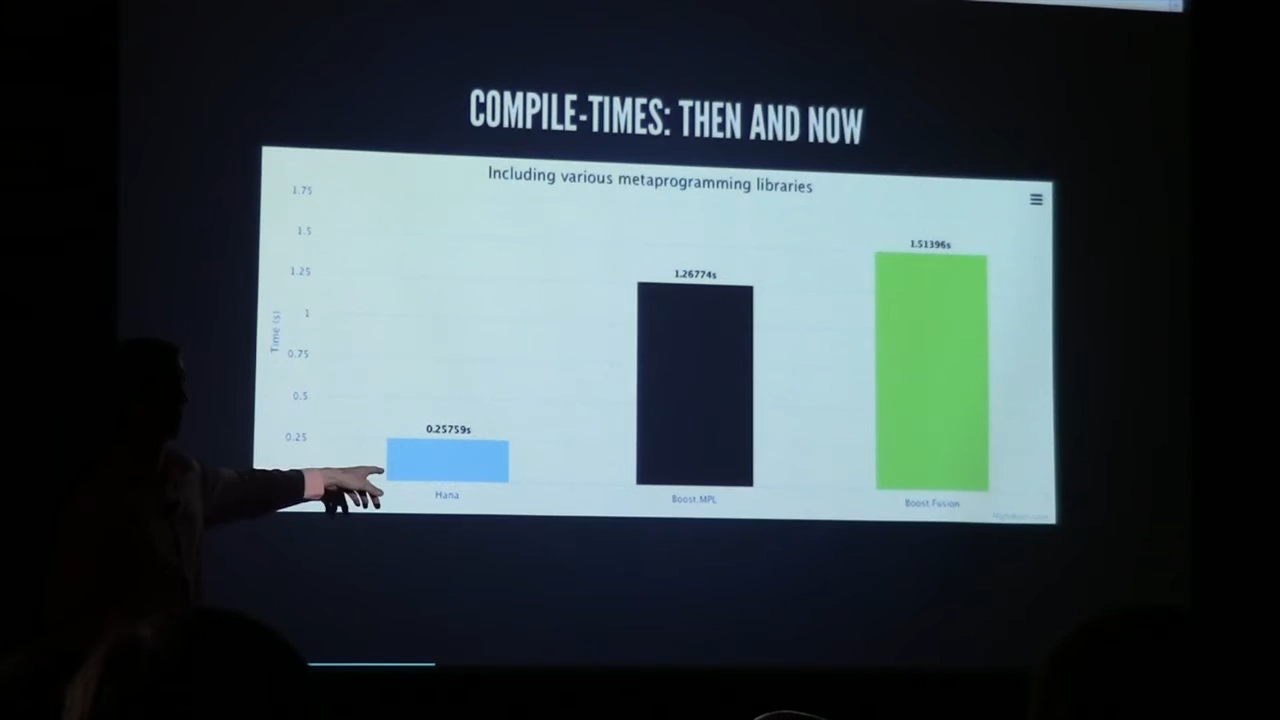 COMPILE-TIMES: THEN AND NOW
Including various metaprogramming libraries
1.75
1.5
1.25
1
0.75
0.5
0.25
Time (s)
0.25759s
1.26774s
1.51396s
Hana
Boost.MPL
Boost.Fusion